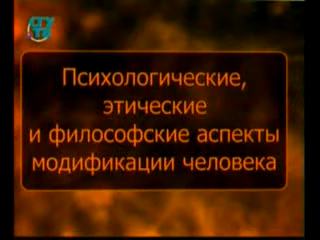 Психологические,
этические
и философские аспекты
модификации человека